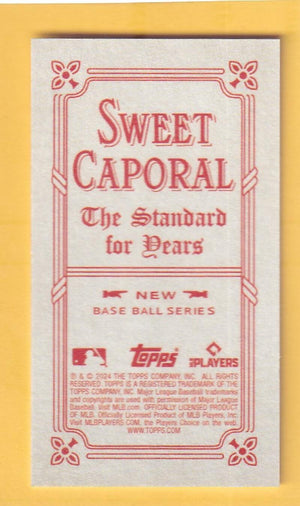 SWEET
CAPORAL
The Standard
for Years
NEW
BASE BALL SERIES
topps
MLB PLAYERS
® & © 2024 THE TOPPS COMPANY, INC. ALL RIGHTS
RESERVED. TOPPS IS A REGISTERED TRADEMARK OF THE
TOPPS COMPANY, INC. Major League Baseball trademarks
and copyrights are used with permission of Major League
Baseball. Visit MLB.com. OFFICIALLY LICENSED PRODUCT
OF MLB. Officially Licensed Product of MLB Players, Inc.
Visit MLBPLAYERS.COM, the Players Choice on the web.
WWW.TOPPS.COM